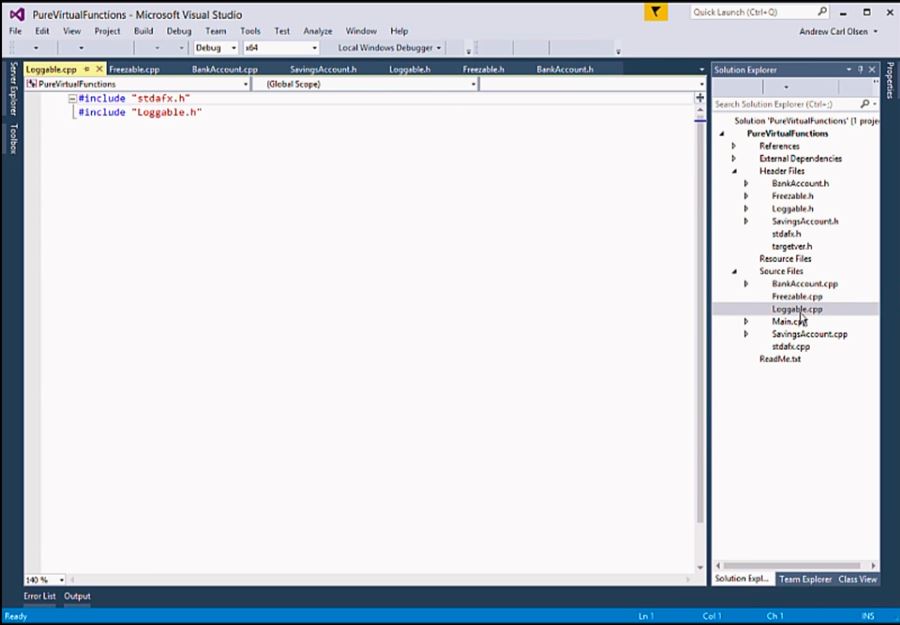 PureVirtualFunctions - Microsoft Visual Studio
Quick Launch (Ctrl+Q)
File Edit View Project Build Debug Team Tools Test Analyze Window Help
Andrew Carl Olsen
Debug x64 Local Windows Debugger
Server Explorer
Toolbox
Loggable.cpp Freezable.cpp BankAccount.cpp SavingsAccount.h Loggable.h Freezable.h BankAccount.h
PureVirtualFunctions (Global Scope)
#include "stdafx.h"
#include "Loggable.h"
140 %
Solution Explorer
Search Solution Explorer (Ctrl+;)
Solution 'PureVirtualFunctions' (1 proje
PureVirtualFunctions
References
External Dependencies
Header Files
BankAccount.h
Freezable.h
Loggable.h
SavingsAccount.h
stdafx.h
targetver.h
Resource Files
Source Files
BankAccount.cpp
Freezable.cpp
Loggable.cpp
Main.cpp
SavingsAccount.cpp
stdafx.cpp
ReadMe.txt
Solution Expl... Team Explorer Class View
Properties
Error List Output
Ready Ln 1 Col 1 Ch 1 INS